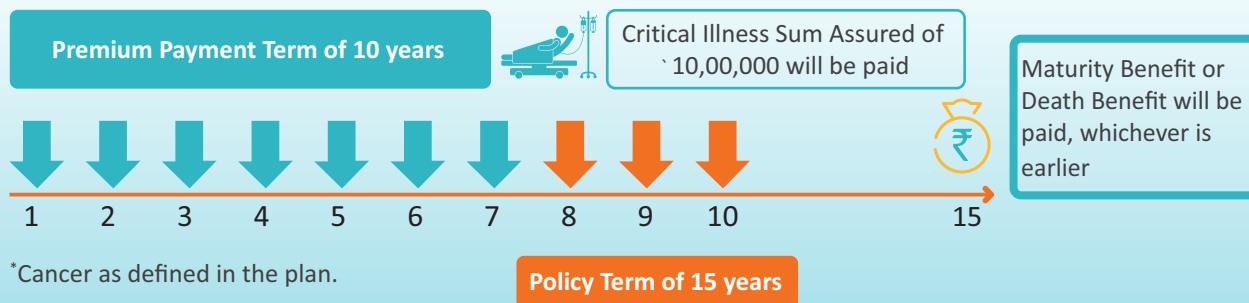 Premium Payment Term of 10 years
Critical Illness Sum Assured of
` 10,00,000 will be paid
Maturity Benefit or
Death Benefit will be
paid, whichever is
earlier
₹
1 2 3 4 5 6 7 8 9 10 15
*Cancer as defined in the plan.
Policy Term of 15 years